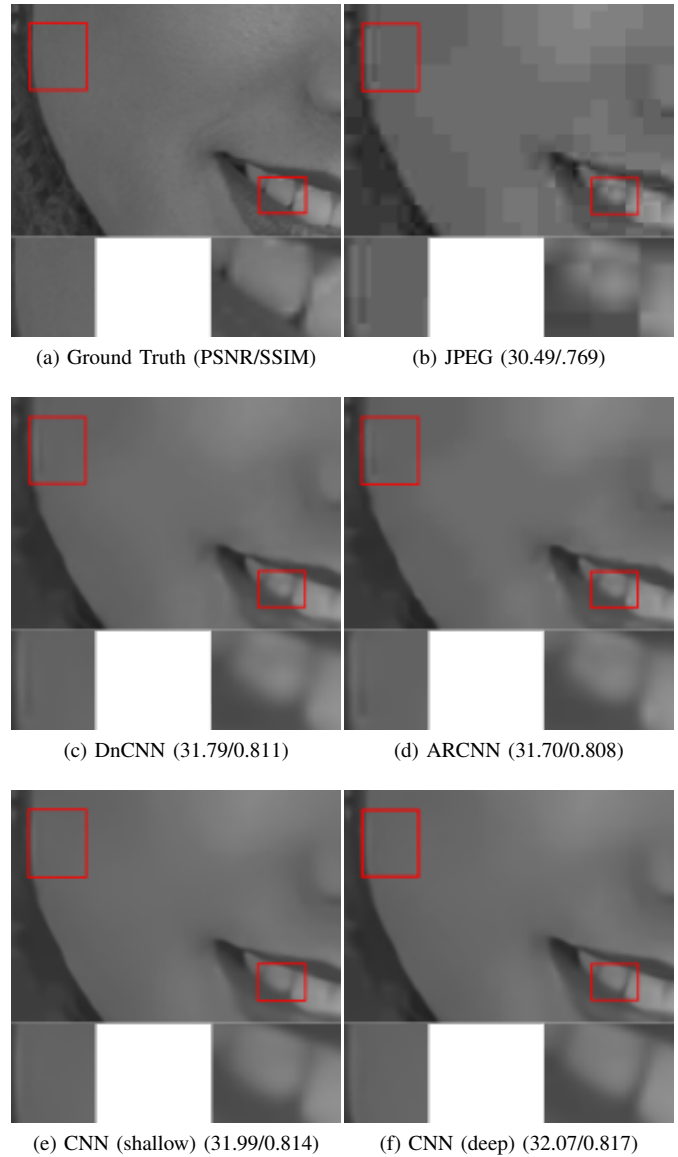 (a) Ground Truth (PSNR/SSIM)
(b) JPEG (30.49/.769)
(c) DnCNN (31.79/0.811)
(d) ARCNN (31.70/0.808)
(e) CNN (shallow) (31.99/0.814)
(f) CNN (deep) (32.07/0.817)